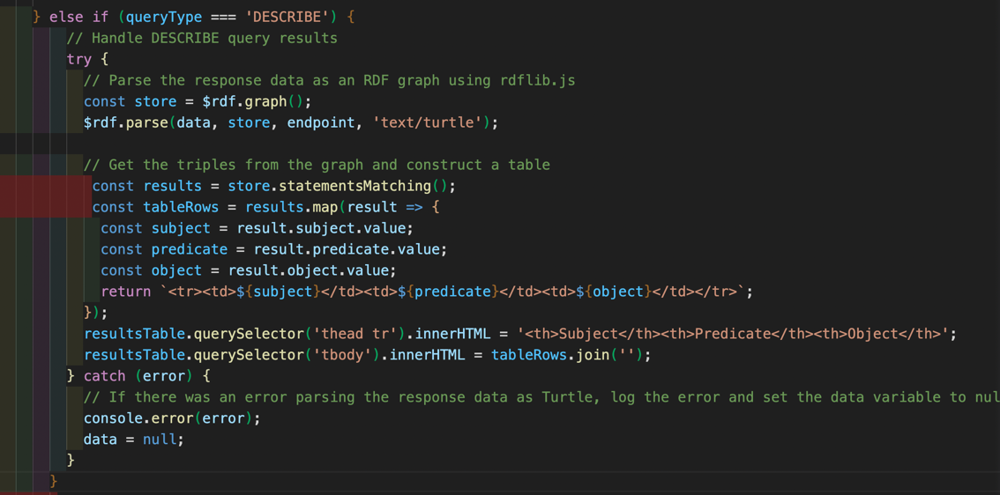 } else if (queryType === 'DESCRIBE') {
// Handle DESCRIBE query results
try {
// Parse the response data as an RDF graph using rdflib.js
const store = $rdf.graph();
$rdf.parse(data, store, endpoint, 'text/turtle');
// Get the triples from the graph and construct a table
const results = store.statementsMatching();
const tableRows = results.map(result => {
const subject = result.subject.value;
const predicate = result.predicate.value;
const object = result.object.value;
return `<tr><td>${subject}</td><td>${predicate}</td><td>${object}</td></tr>`;
});
resultsTable.querySelector('thead tr').innerHTML = '<th>Subject</th><th>Predicate</th><th>Object</th>';
resultsTable.querySelector('tbody').innerHTML = tableRows.join('');
} catch (error) {
// If there was an error parsing the response data as Turtle, log the error and set the data variable to nul
console.error(error);
data = null;
}
}